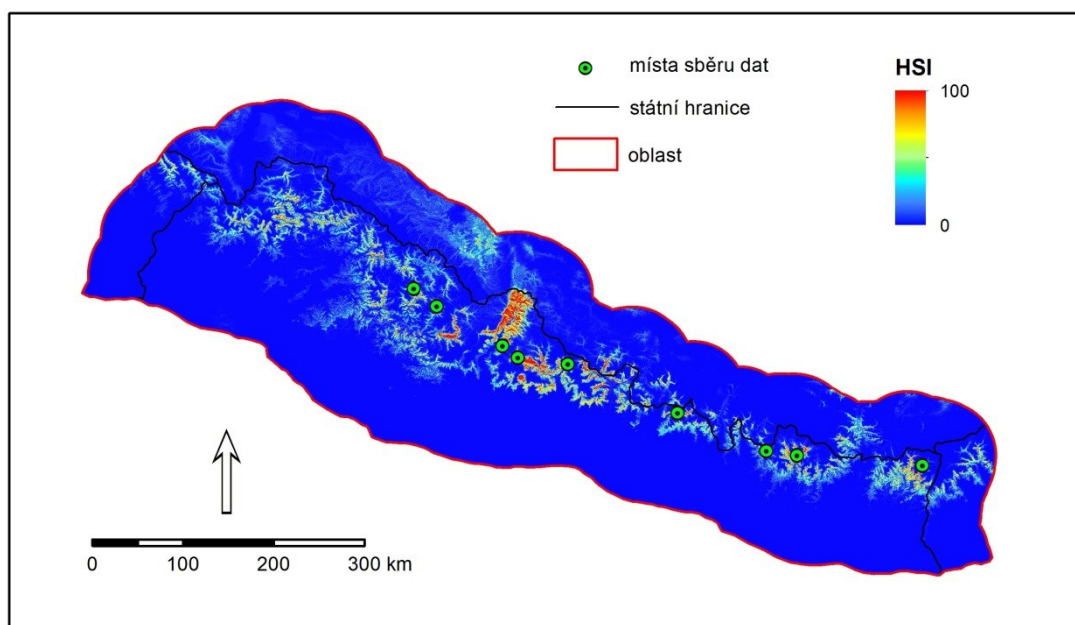 místa sběru dat
státní hranice
oblast
HSI
100
0
0 100 200 300 km